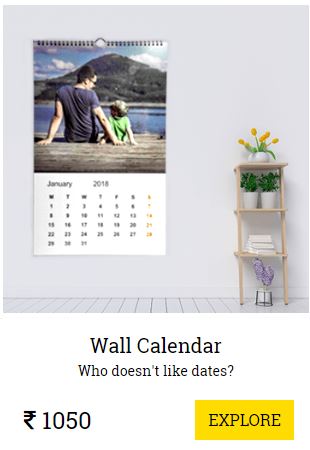 January 2018
M T W T F S S
1 2 3 4 5 6 7
8 9 10 11 12 13 14
15 16 17 18 19 20 21
22 23 24 25 26 27 28
29 30 31
Wall Calendar
Who doesn't like dates?
₹ 1050 EXPLORE